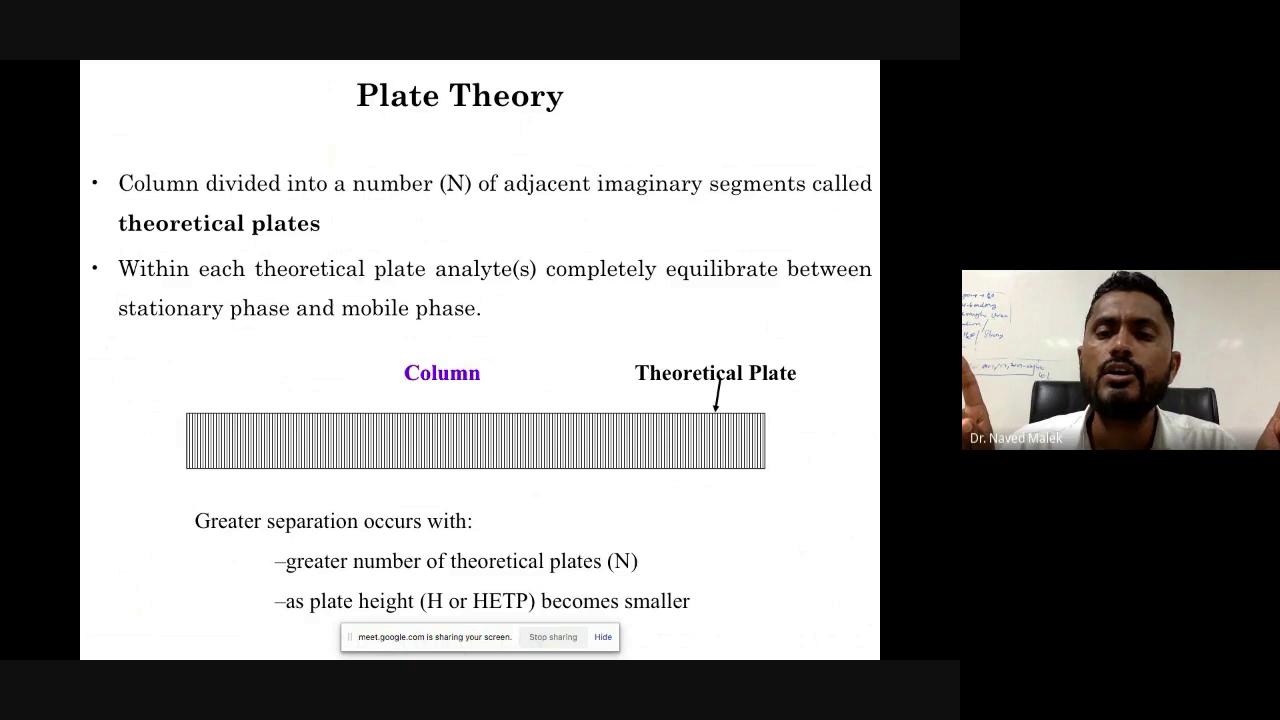 Plate Theory
• Column divided into a number (N) of adjacent imaginary segments called
theoretical plates
• Within each theoretical plate analyte(s) completely equilibrate between
stationary phase and mobile phase.
Column
Theoretical Plate
Greater separation occurs with:
–greater number of theoretical plates (N)
–as plate height (H or HETP) becomes smaller
meet.google.com is sharing your screen. Stop sharing Hide
Dr. Naved Malek